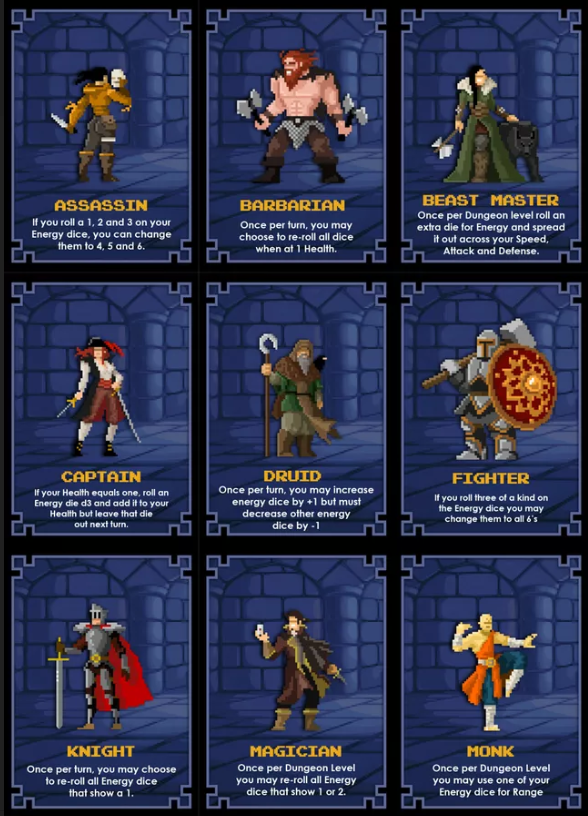 ASSASSIN
If you roll a 1, 2 and 3 on your
Energy dice, you can change
them to 4, 5 and 6.
BARBARIAN
Once per turn, you may
choose to re-roll all dice
when at 1 Health.
BEAST MASTER
Once per Dungeon level roll an
extra die for Energy and spread
it out across your Speed,
Attack and Defense.
CAPTAIN
If your Health equals one, roll an
Energy die d3 and add it to your
Health but leave that die
out next turn.
DRUID
Once per turn, you may increase
energy dice by +1 but must
decrease other energy
dice by -1
FIGHTER
If you roll three of a kind on
the Energy dice you may
change them to all 6's
KNIGHT
Once per turn, you may choose
to re-roll all Energy dice
that show a 1.
MAGICIAN
Once per Dungeon Level
you may re-roll all Energy
dice that show 1 or 2.
MONK
Once per Dungeon Level
you may use one of your
Energy dice for Range